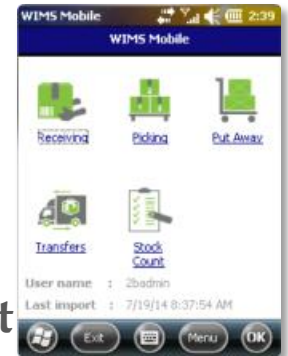 WIMS Mobile 2:39
WIMS Mobile
Receiving Picking Put Away
Transfers Stock
Count
User name : 2badmin
Last import : 7/19/14 8:37:54 AM
t
Exit Menu OK